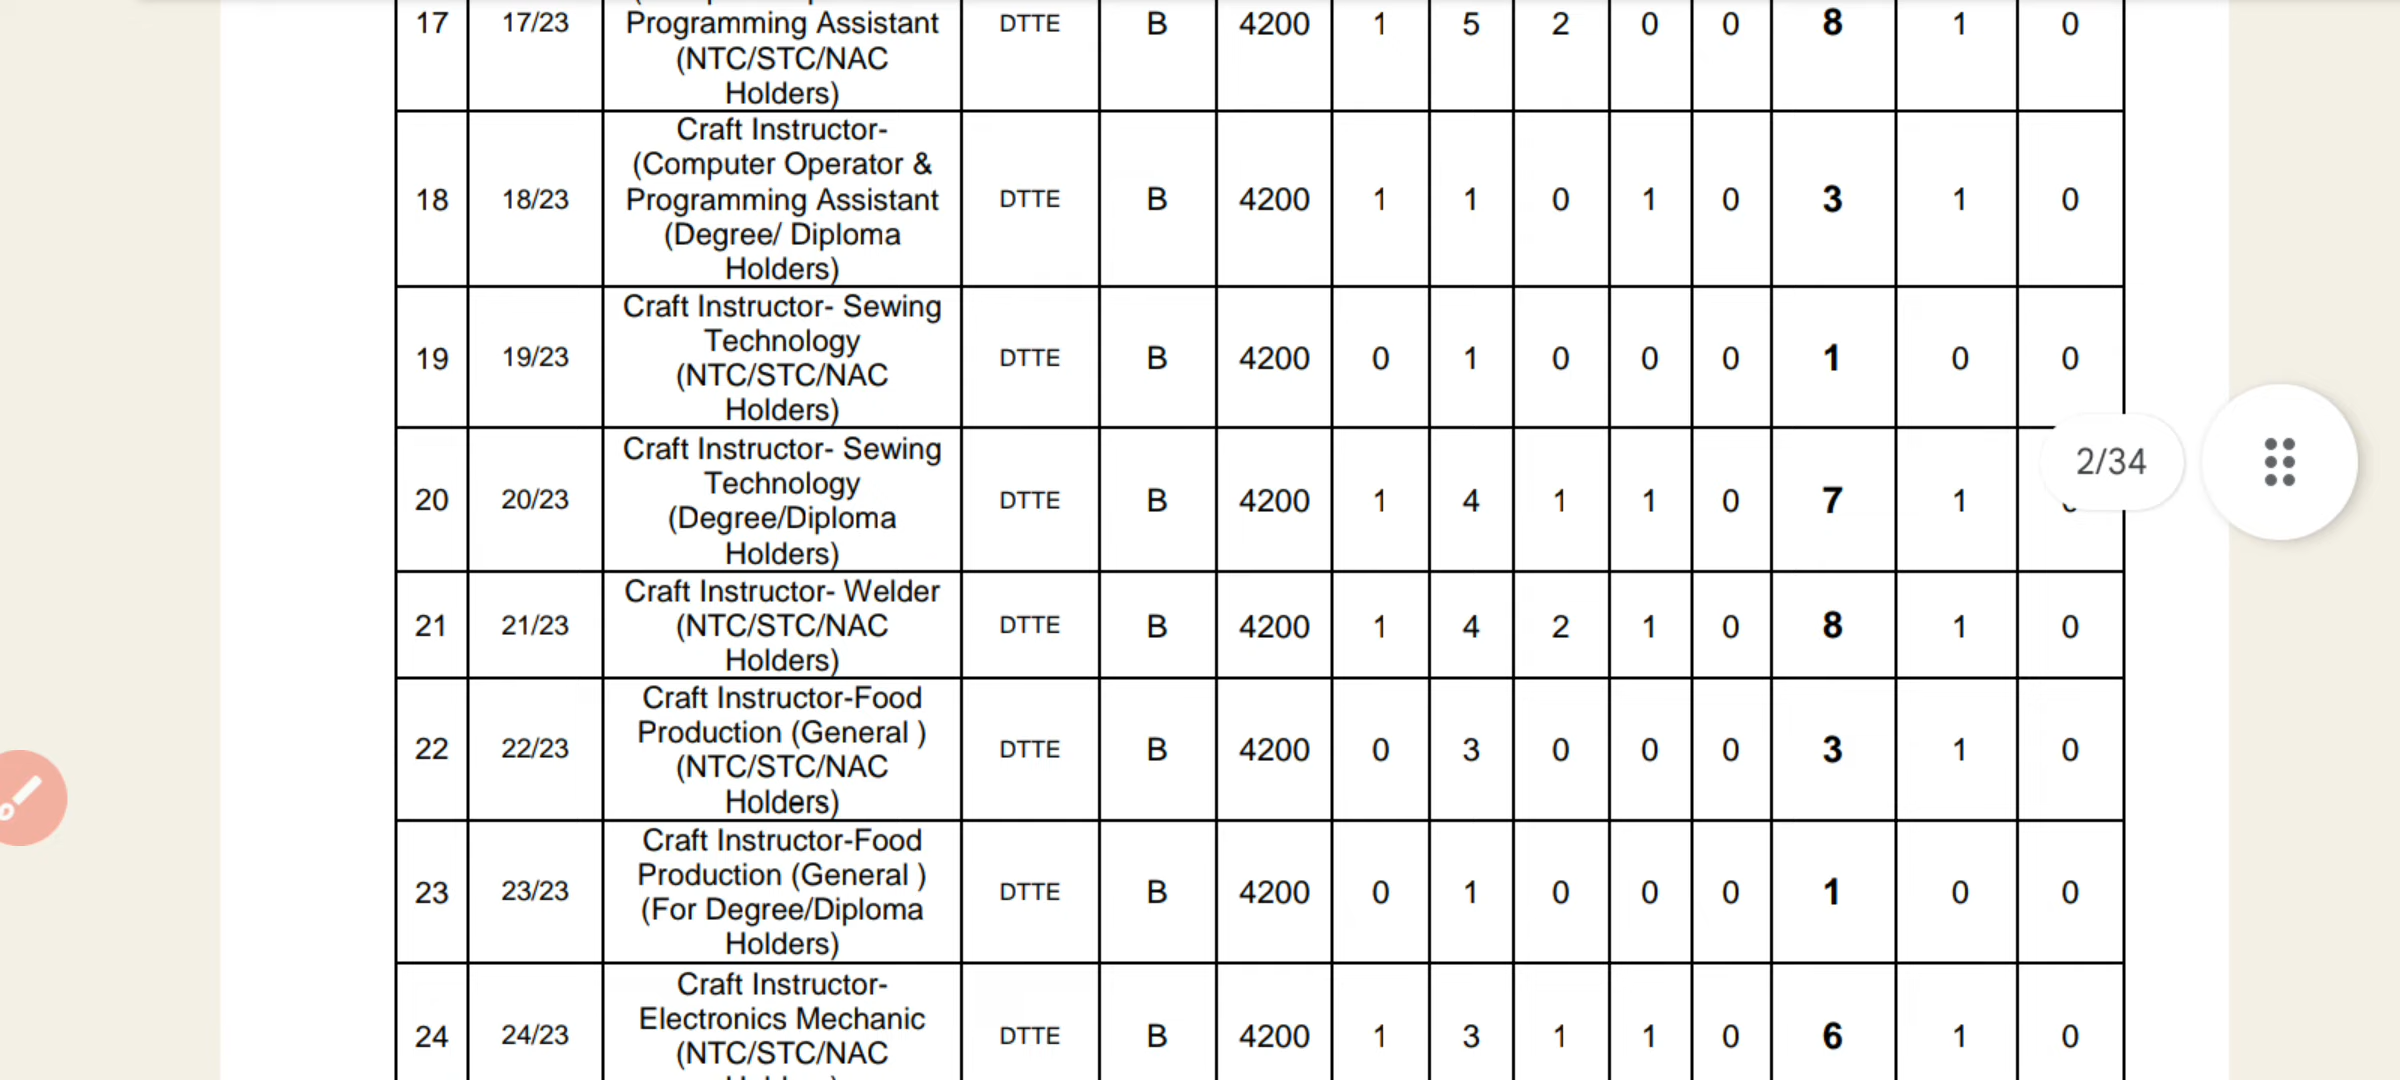 17 17/23 Programming Assistant DTTE B 4200 1 5 2 0 0 8 1 0
(NTC/STC/NAC
Holders)
Craft Instructor-
(Computer Operator &
18 18/23 Programming Assistant DTTE B 4200 1 1 0 1 0 3 1 0
(Degree/ Diploma
Holders)
Craft Instructor- Sewing
Technology
19 19/23 DTTE B 4200 0 1 0 0 0 1 0 0
(NTC/STC/NAC
Holders)
Craft Instructor- Sewing
2/34
Technology
20 20/23 DTTE B 4200 1 4 1 1 0 7 1
(Degree/Diploma
Holders)
Craft Instructor- Welder
21 21/23 (NTC/STC/NAC DTTE B 4200 1 4 2 1 0 8 1 0
Holders)
Craft Instructor-Food
Production (General )
22 22/23 DTTE B 4200 0 3 0 0 0 3 1 0
(NTC/STC/NAC
Holders)
Craft Instructor-Food
Production (General )
23 23/23 DTTE B 4200 0 1 0 0 0 1 0 0
(For Degree/Diploma
Holders)
Craft Instructor-
Electronics Mechanic
24 24/23 DTTE B 4200 1 3 1 1 0 6 1 0
(NTC/STC/NAC